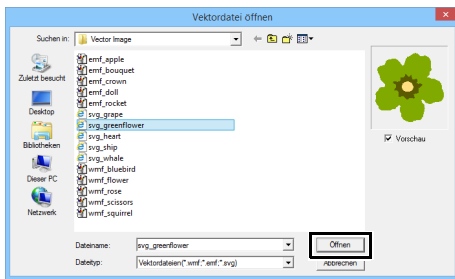 Vektordatei öffnen
Suchen in: Vector Image
Zuletzt besucht
Desktop
Bibliotheken
Dieser PC
Netzwerk
emf_apple
emf_bouquet
emf_crown
emf_doll
emf_rocket
svg_grape
svg_greenflower
svg_heart
svg_ship
svg_whale
wmf_bluebird
wmf_flower
wmf_rose
wmf_scissors
wmf_squirrel
Vorschau
Dateiname: svg_greenflower Öffnen
Dateityp: Vektordateien(*.wmf;*.emf;*.svg) Abbrechen